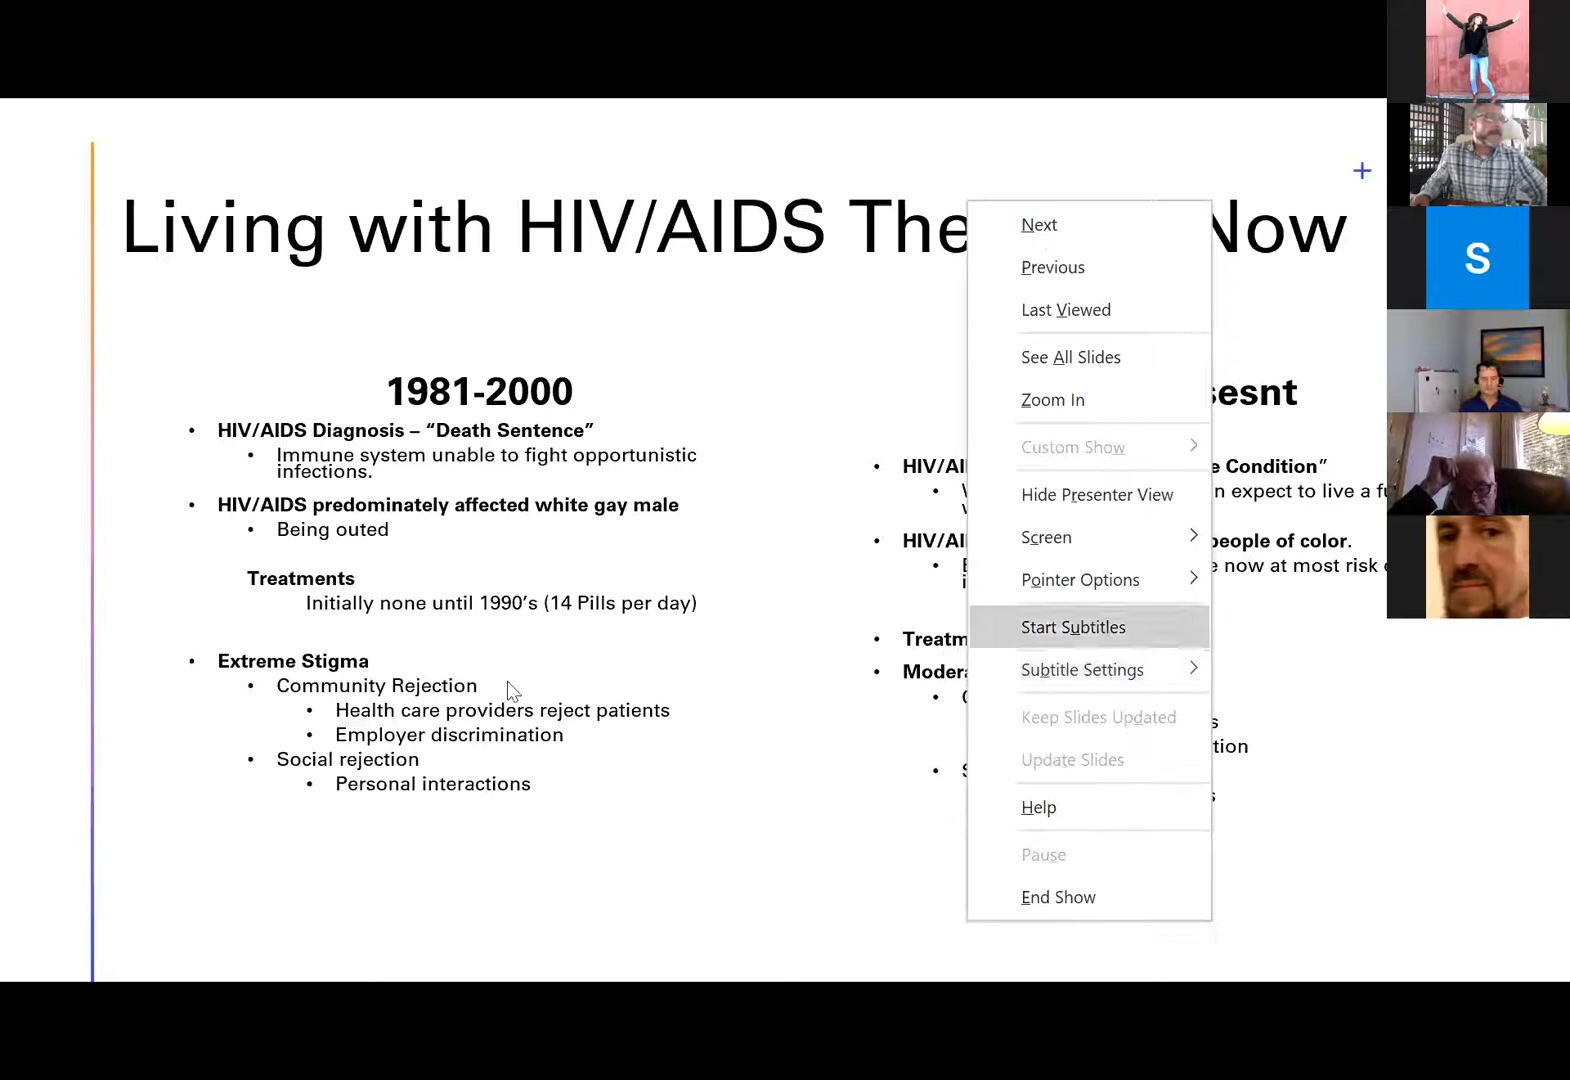 Living with HIV/AIDS The Now
1981-2000
HIV/AIDS Diagnosis – “Death Sentence”
Immune system unable to fight opportunistic
infections.
HIV/AIDS predominately affected white gay male
Being outed
Treatments
Initially none until 1990’s (14 Pills per day)
Extreme Stigma
Community Rejection
Health care providers reject patients
Employer discrimination
Social rejection
Personal interactions
sesnt
HIV/AI e Condition”
n expect to live a fu
HIV/AI people of color.
e now at most risk
Treatm
Modera
s
tion
S
s
Next
Previous
Last Viewed
See All Slides
Zoom In
Custom Show
Hide Presenter View
Screen
Pointer Options
Start Subtitles
Subtitle Settings
Keep Slides Updated
Update Slides
Help
Pause
End Show
S